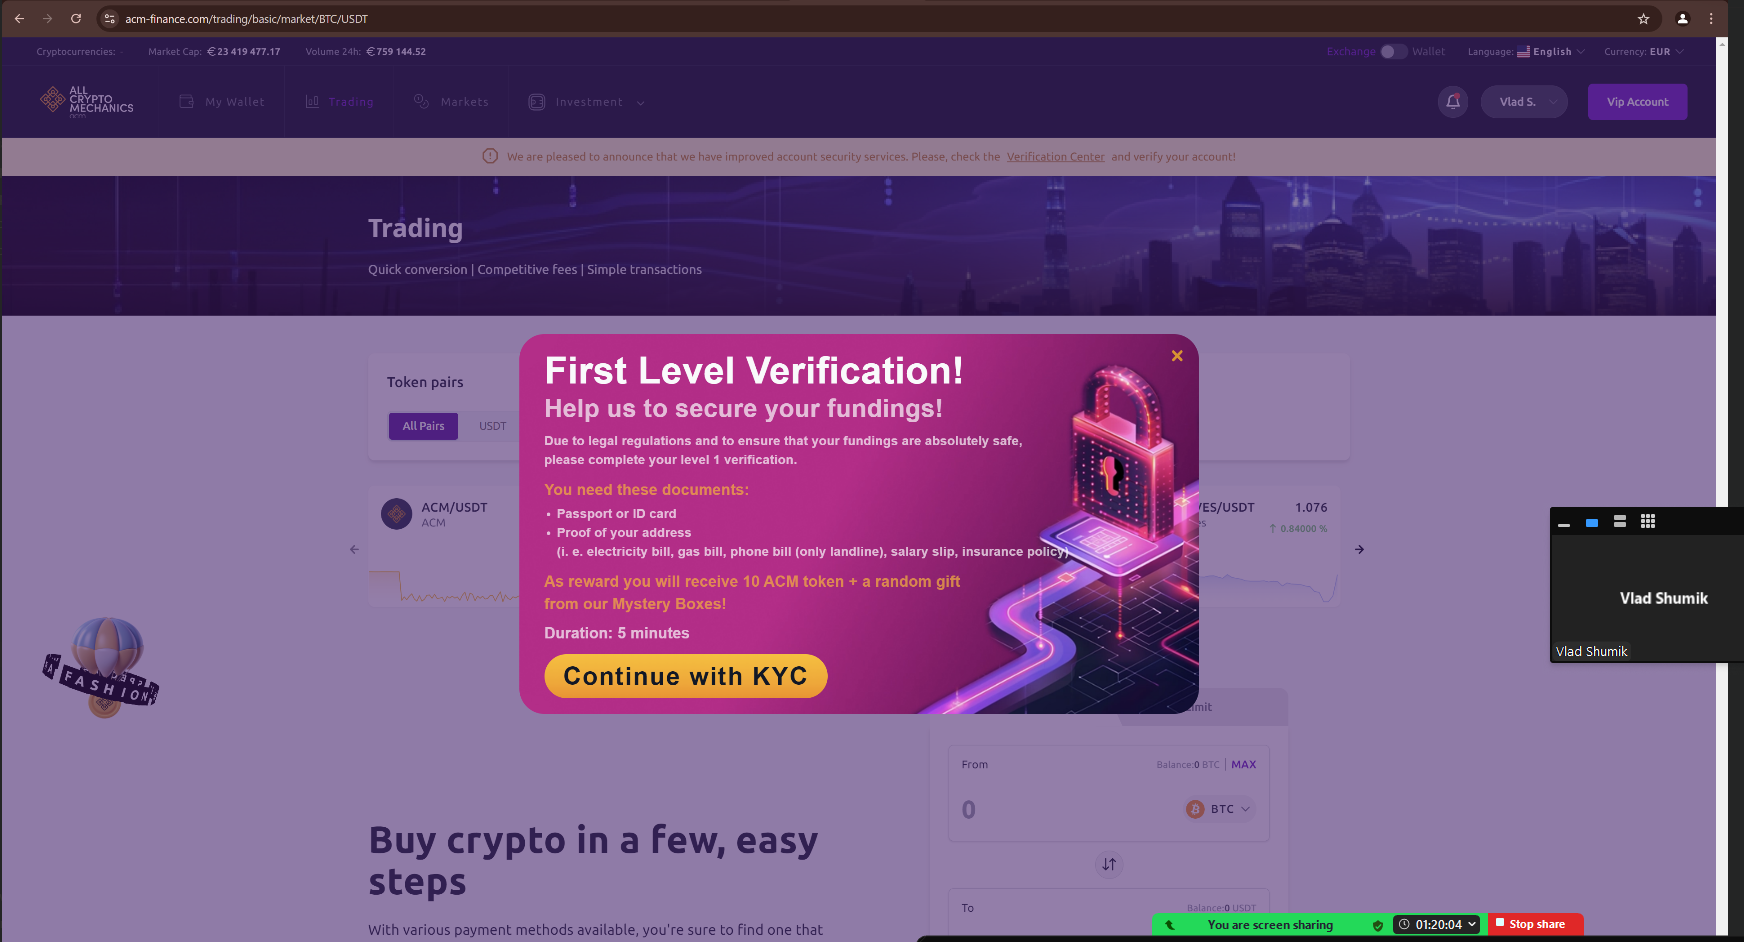 acm-finance.com/trading/basic/market/BTC/USDT
Cryptocurrencies: Market Cap: €23 419 477.17 Volume 24h: €759 144.52 Exchange Wallet Language: English Currency: EUR
ALL CRYPTO MECHANICS acm
My Wallet Trading Markets Investment Vlad S. Vip Account
We are pleased to announce that we have improved account security services. Please, check the Verification Center and verify your account!
Trading
Quick conversion | Competitive fees | Simple transactions
Token pairs
All Pairs USDT
ACM/USDT
ACM
First Level Verification!
Help us to secure your fundings!
Due to legal regulations and to ensure that your fundings are absolutely safe,
please complete your level 1 verification.
You need these documents:
• Passport or ID card
• Proof of your address
(i. e. electricity bill, gas bill, phone bill (only landline), salary slip, insurance policy)
As reward you will receive 10 ACM token + a random gift
from our Mystery Boxes!
Duration: 5 minutes
Continue with KYC
VES/USDT 1.076
es ↑ 0.84000 %
Vlad Shumik
Vlad Shumik
FASHION
From Balance:0 BTC | MAX
0 BTC
To Balance:0 USDT
Buy crypto in a few, easy
steps
With various payment methods available, you're sure to find one that
You are screen sharing 01:20:04 Stop share